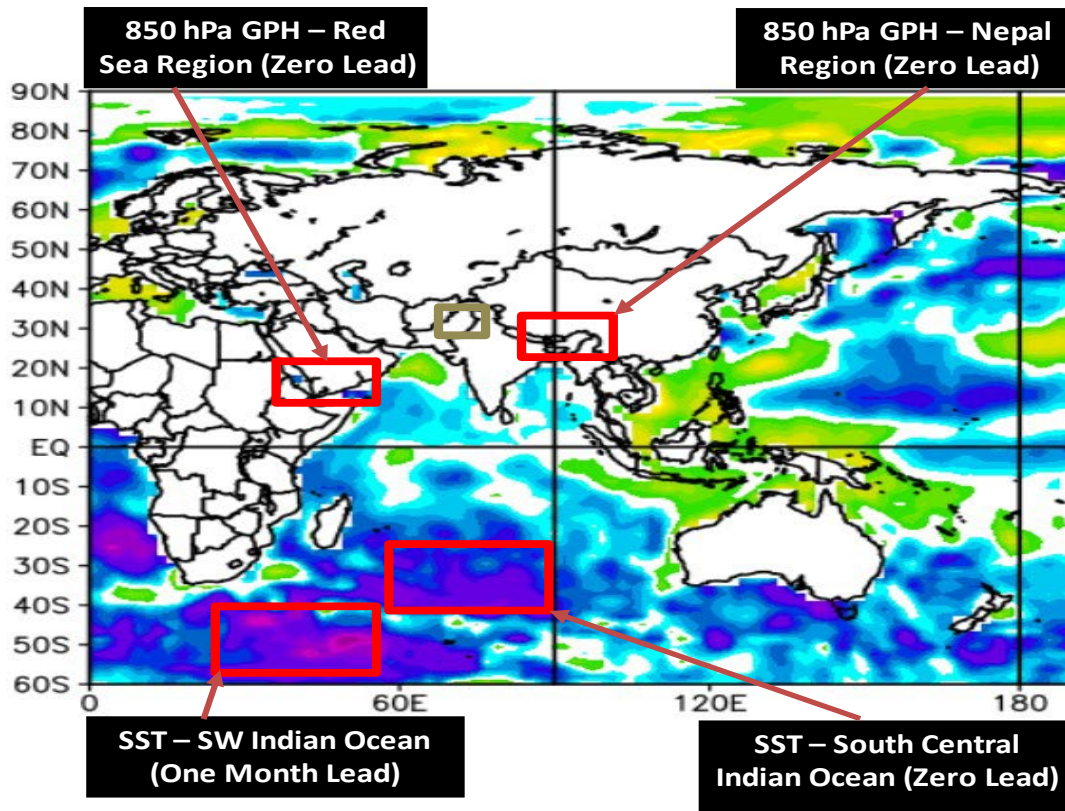 850 hPa GPH – Red
Sea Region (Zero Lead)
850 hPa GPH – Nepal
Region (Zero Lead)
90N
80N
70N
60N
50N
40N
30N
20N
10N
EQ
10S
20S
30S
40S
50S
60S
0
60E
120E
180
SST – SW Indian Ocean
(One Month Lead)
SST – South Central
Indian Ocean (Zero Lead)